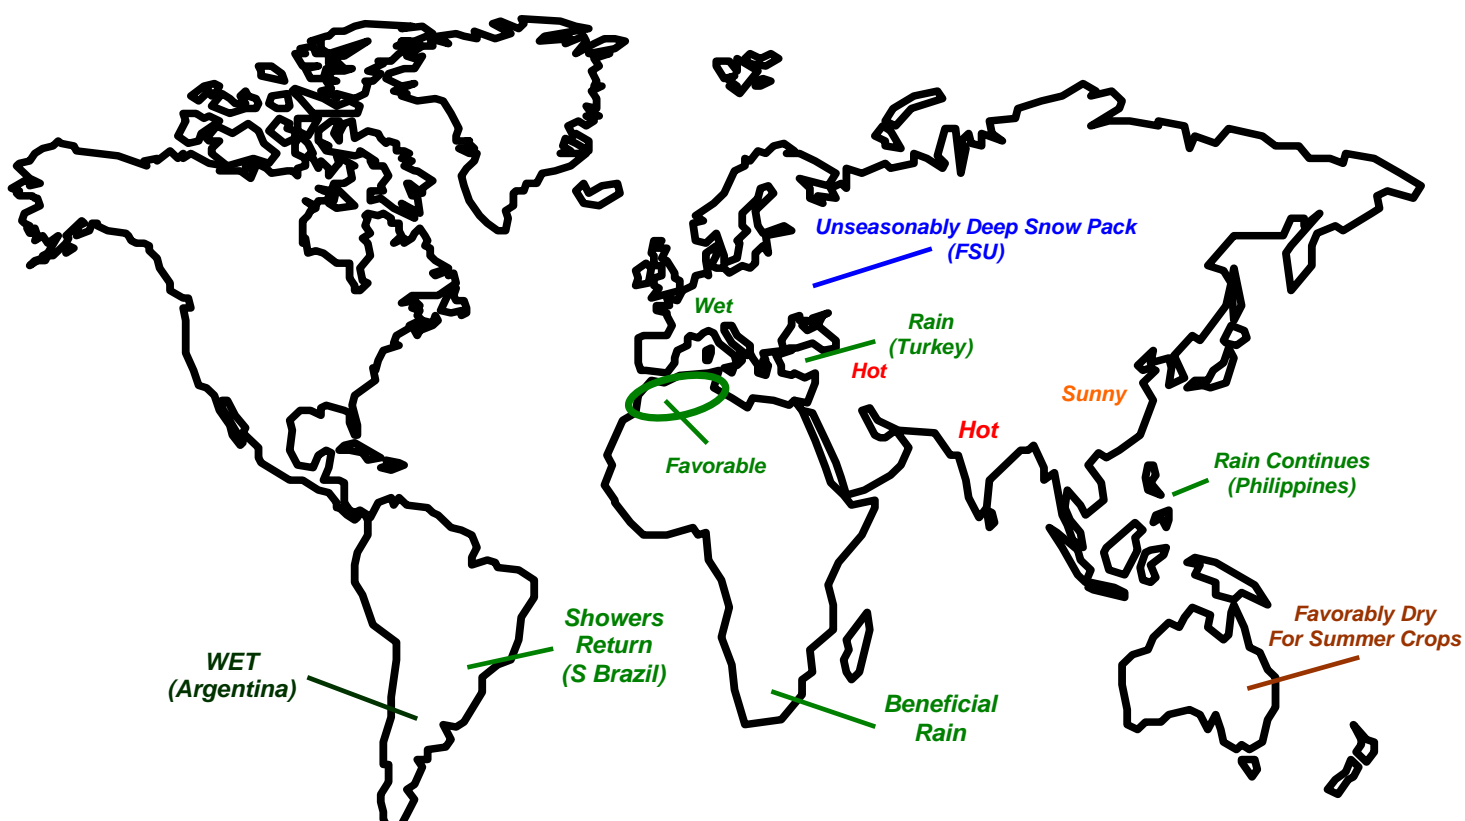 Unseasonably Deep Snow Pack
(FSU)
Wet
Rain
(Turkey)
Hot
Sunny
Hot
Favorable
Rain Continues
(Philippines)
Showers
Return
(S Brazil)
WET
(Argentina)
Favorably Dry
For Summer Crops
Beneficial
Rain